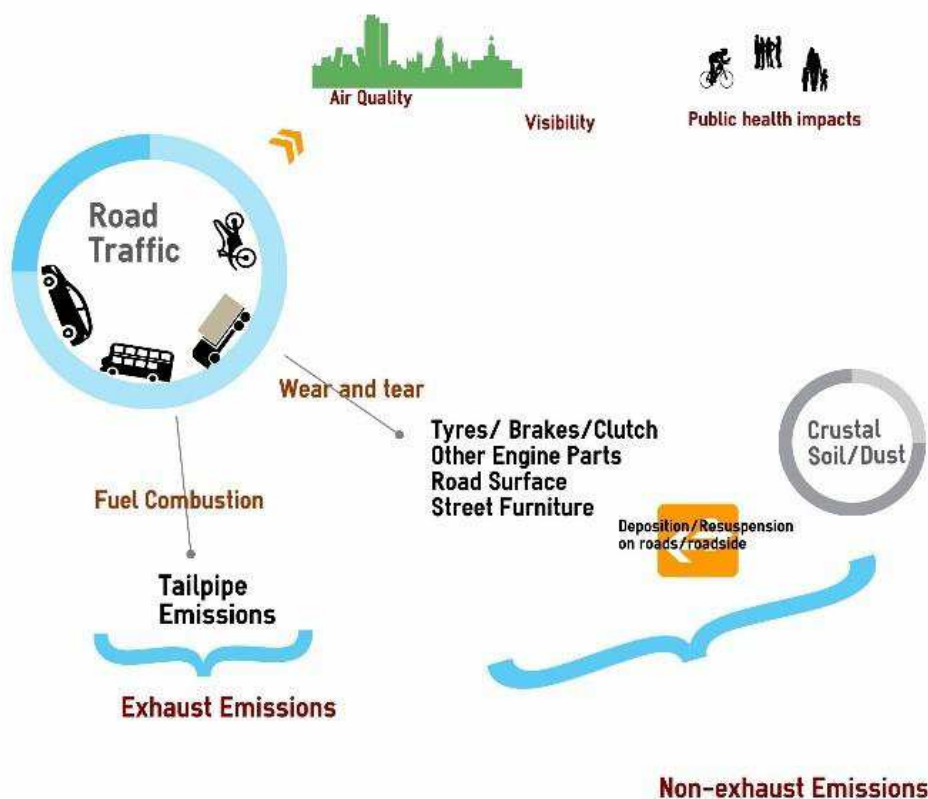 Air Quality
Visibility
Public health impacts
Road
Traffic
Wear and tear
Tyres/ Brakes/Clutch
Other Engine Parts
Road Surface
Street Furniture
Crustal
Soil/Dust
Deposition/Resuspension
on roads/roadside
Fuel Combustion
Tailpipe
Emissions
Exhaust Emissions
Non-exhaust Emissions